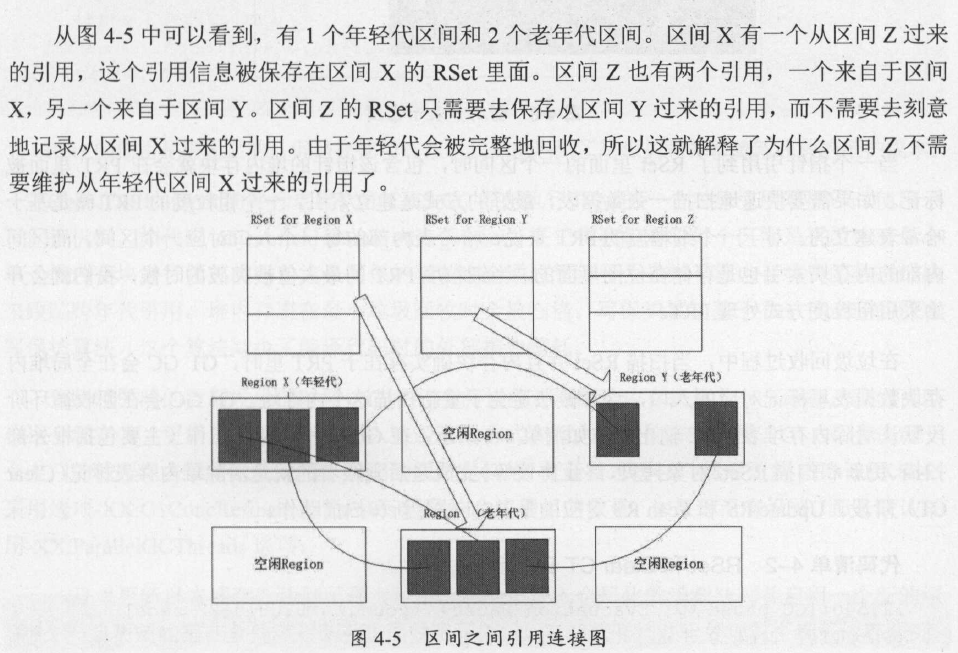 从图 4-5 中可以看到，有 1 个年轻代区间和 2 个老年代区间。区间 X 有一个从区间 Z 过来
的引用，这个引用信息被保存在区间 X 的 RSet 里面。区间 Z 也有两个引用，一个来自于区间
X，另一个来自于区间 Y。区间 Z 的 RSet 只需要去保存从区间 Y 过来的引用，而不需要去刻意
地记录从区间 X 过来的引用。由于年轻代会被完整地回收，所以这就解释了为什么区间 Z 不需
要维护从年轻代区间 X 过来的引用了。
RSet for Region X
RSet for Region Y
RSet for Region Z
Region X（年轻代）
Region Y（老年代）
空闲Region
Region （老年代）
空闲Region
空闲Region
图 4-5 区间之间引用连接图